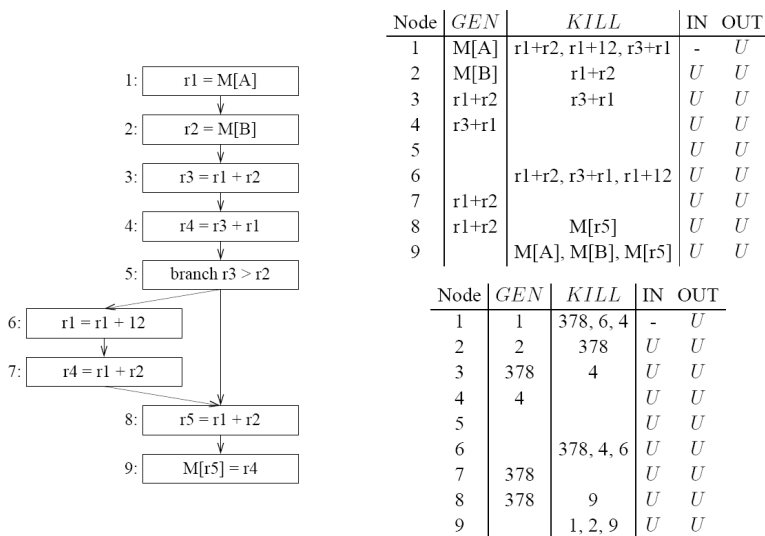 1: r1 = M[A]
2: r2 = M[B]
3: r3 = r1 + r2
4: r4 = r3 + r1
5: branch r3 > r2
6: r1 = r1 + 12
7: r4 = r1 + r2
8: r5 = r1 + r2
9: M[r5] = r4
Node GEN KILL IN OUT
1 M[A] r1+r2, r1+12, r3+r1 - U
2 M[B] r1+r2 U U
3 r1+r2 r3+r1 U U
4 r3+r1 U U
5 U U
6 r1+r2, r3+r1, r1+12 U U
7 r1+r2 U U
8 r1+r2 M[r5] U U
9 M[A], M[B], M[r5] U U
Node GEN KILL IN OUT
1 1 378, 6, 4 - U
2 2 378 U U
3 378 4 U U
4 4 U U
5 U U
6 378, 4, 6 U U
7 378 U U
8 378 9 U U
9 1, 2, 9 U U